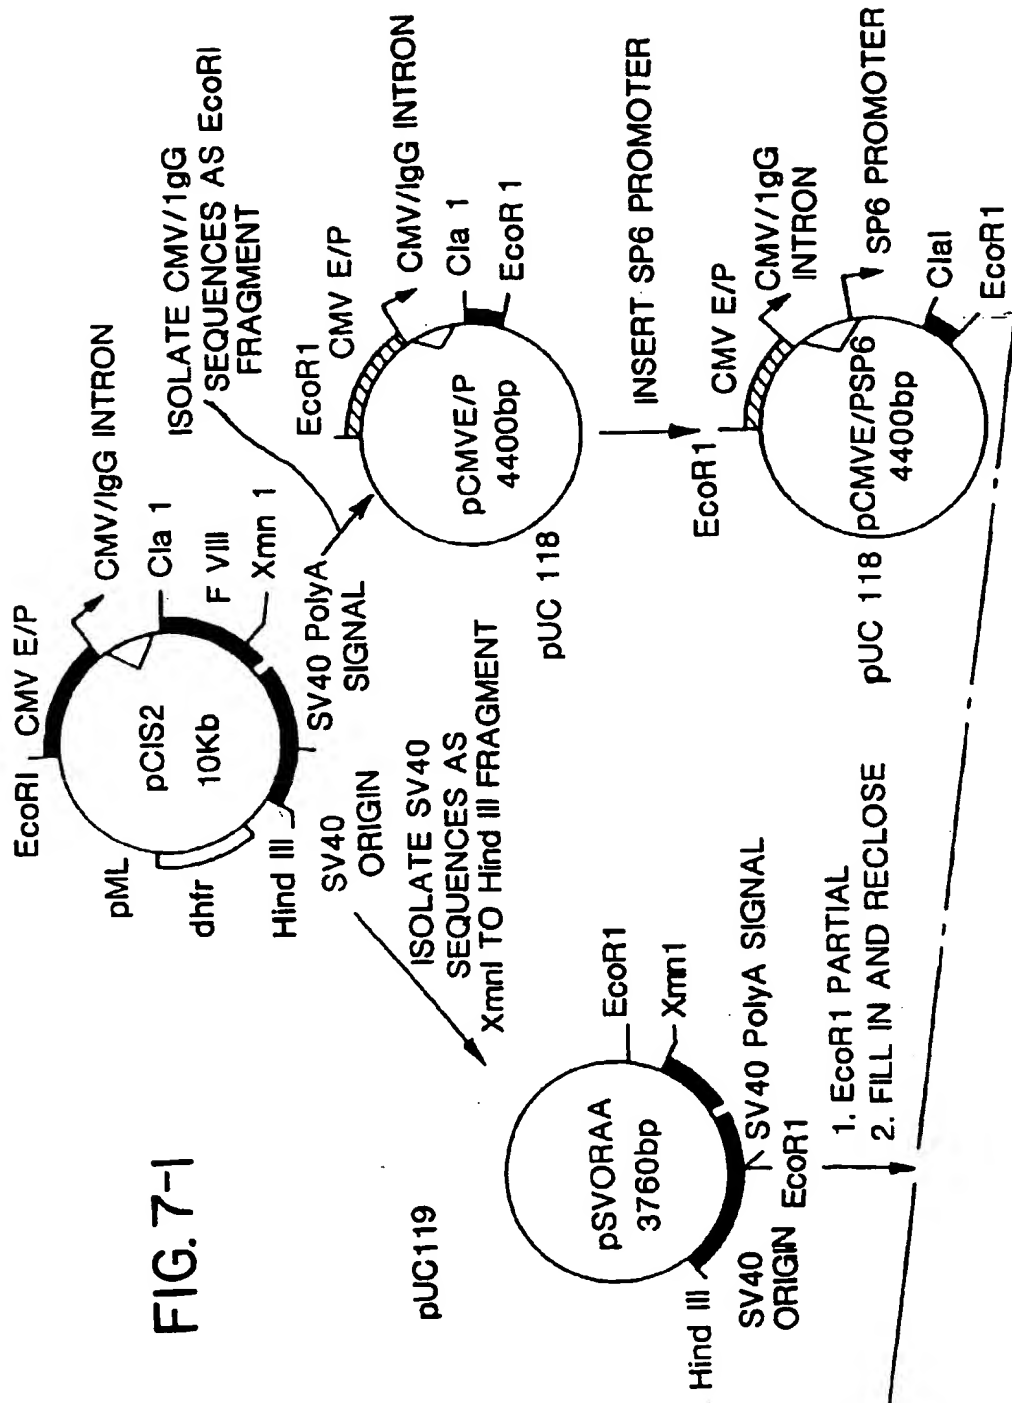 FIG. 7-1
EcoRI
CMV E/P
CMV/IgG INTRON
Cla 1
F VIII
Xmn 1
SV40 PolyA
SIGNAL
SV40
ORIGIN
Hind III
dhfr
pML
pCIS2
10Kb
ISOLATE CMV/1gG
SEQUENCES AS EcoRI
FRAGMENT
EcoR1
CMV E/P
CMV/IgG INTRON
Cla 1
EcoR 1
pCMVE/P
4400bp
pUC 118
INSERT SP6 PROMOTER
EcoR1
CMV E/P
CMV/1gG
INTRON
SP6 PROMOTER
ClaI
EcoR1
pCMVE/PSP6
4400bp
pUC 118
ISOLATE SV40
SEQUENCES AS
XmnI TO Hind III FRAGMENT
pUC119
EcoR1
Xmn1
pSVORAA
3760bp
SV40 PolyA SIGNAL
EcoR1
SV40
ORIGIN
Hind III
1. EcoR1 PARTIAL
2. FILL IN AND RECLOSE